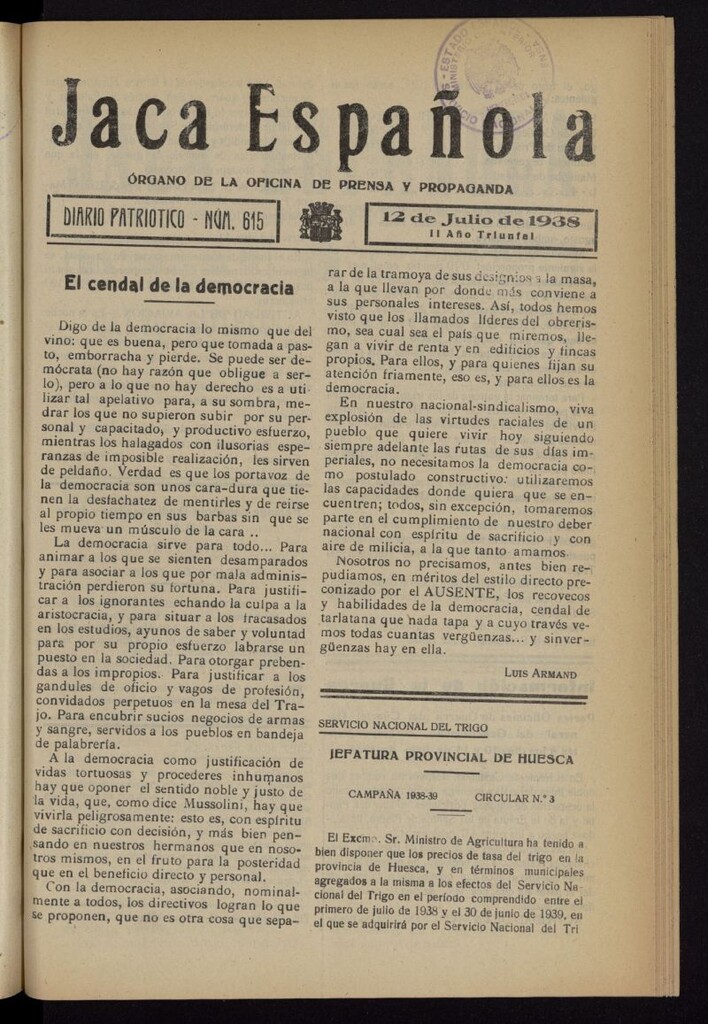 Jaca Española
ÓRGANO DE LA OFICINA DE PRENSA Y PROPAGANDA
DIARIO PATRIOTICO - NÚM. 615
12 de Julio de 1938
II Año Triunfal
El cendal de la democracia
Digo de la democracia lo mismo que del
vino: que es buena, pero que tomada a pas-
to, emborracha y pierde. Se puede ser de-
mócrata (no hay razón que obligue a ser-
lo), pero a lo que no hay derecho es a uti-
lizar tal apelativo para, a su sombra, me-
drar los que no supieron subir por su per-
sonal y capacitado, y productivo esfuerzo,
mientras los halagados con ilusorias espe-
ranzas de imposible realización, les sirven
de peldaño. Verdad es que los portavoz de
la democracia son unos cara-dura que tie-
nen la desfachatez de mentirles y de reirse
al propio tiempo en sus barbas sin que se
les mueva un músculo de la cara ..
La democracia sirve para todo... Para
animar a los que se sienten desamparados
y para asociar a los que por mala adminis-
tración perdieron su fortuna. Para justifi-
car a los ignorantes echando la culpa a la
aristocracia, y para situar a los fracasados
en los estudios, ayunos de saber y voluntad
para por su propio esfuerzo labrarse un
puesto en la sociedad. Para otorgar preben-
das a los impropios. Para justificar a los
gandules de oficio y vagos de profesión,
convidados perpetuos en la mesa del Tra-
jo. Para encubrir sucios negocios de armas
y sangre, servidos a los pueblos en bandeja
de palabrería.
A la democracia como justificación de
vidas tortuosas y procederes inhumanos
hay que oponer el sentido noble y justo de
la vida, que, como dice Mussolini, hay que
vivirla peligrosamente: esto es, con espíritu
de sacrificio con decisión, y más bien pen-
sando en nuestros hermanos que en noso-
tros mismos, en el fruto para la posteridad
que en el beneficio directo y personal.
Con la democracia, asociando, nominal-
mente a todos, los directivos logran lo que
se proponen, que no es otra cosa que sepa-
rar de la tramoya de sus designios a la masa,
a la que llevan por donde más conviene a
sus personales intereses. Así, todos hemos
visto que los llamados líderes del obreris-
mo, sea cual sea el país que miremos, lle-
gan a vivir de renta y en edificios y fincas
propios. Para ellos, y para quienes fijan su
atención friamente, eso es, y para ellos es la
democracia.
En nuestro nacional-sindicalismo, viva
explosión de las virtudes raciales de un
pueblo que quiere vivir hoy siguiendo
siempre adelante las rutas de sus días im-
periales, no necesitamos la democracia co-
mo postulado constructivo: utilizaremos
las capacidades donde quiera que se en-
cuentren; todos, sin excepción, tomaremos
parte en el cumplimiento de nuestro deber
nacional con espíritu de sacrificio y con
aire de milicia, a la que tanto amamos.
Nosotros no precisamos, antes bien re-
pudiamos, en méritos del estilo directo pre-
conizado por el AUSENTE, los recovecos
y habilidades de la democracia, cendal de
tarlatana que nada tapa y a cuyo través ve-
mos todas cuantas vergüenzas... y sinver-
güenzas hay en ella.
LUIS ARMAND
SERVICIO NACIONAL DEL TRIGO
JEFATURA PROVINCIAL DE HUESCA
CAMPAÑA 1938-39 CIRCULAR N.º 3
El Excmo. Sr. Ministro de Agricultura ha tenido a
bien disponer que los precios de tasa del trigo en la
provincia de Huesca, y en términos municipales
agregados a la misma a los efectos del Servicio Na-
cional del Trigo en el período comprendido entre el
primero de julio de 1938 y el 30 de junio de 1939, en
el que se adquirirá por el Servicio Nacional del Tri